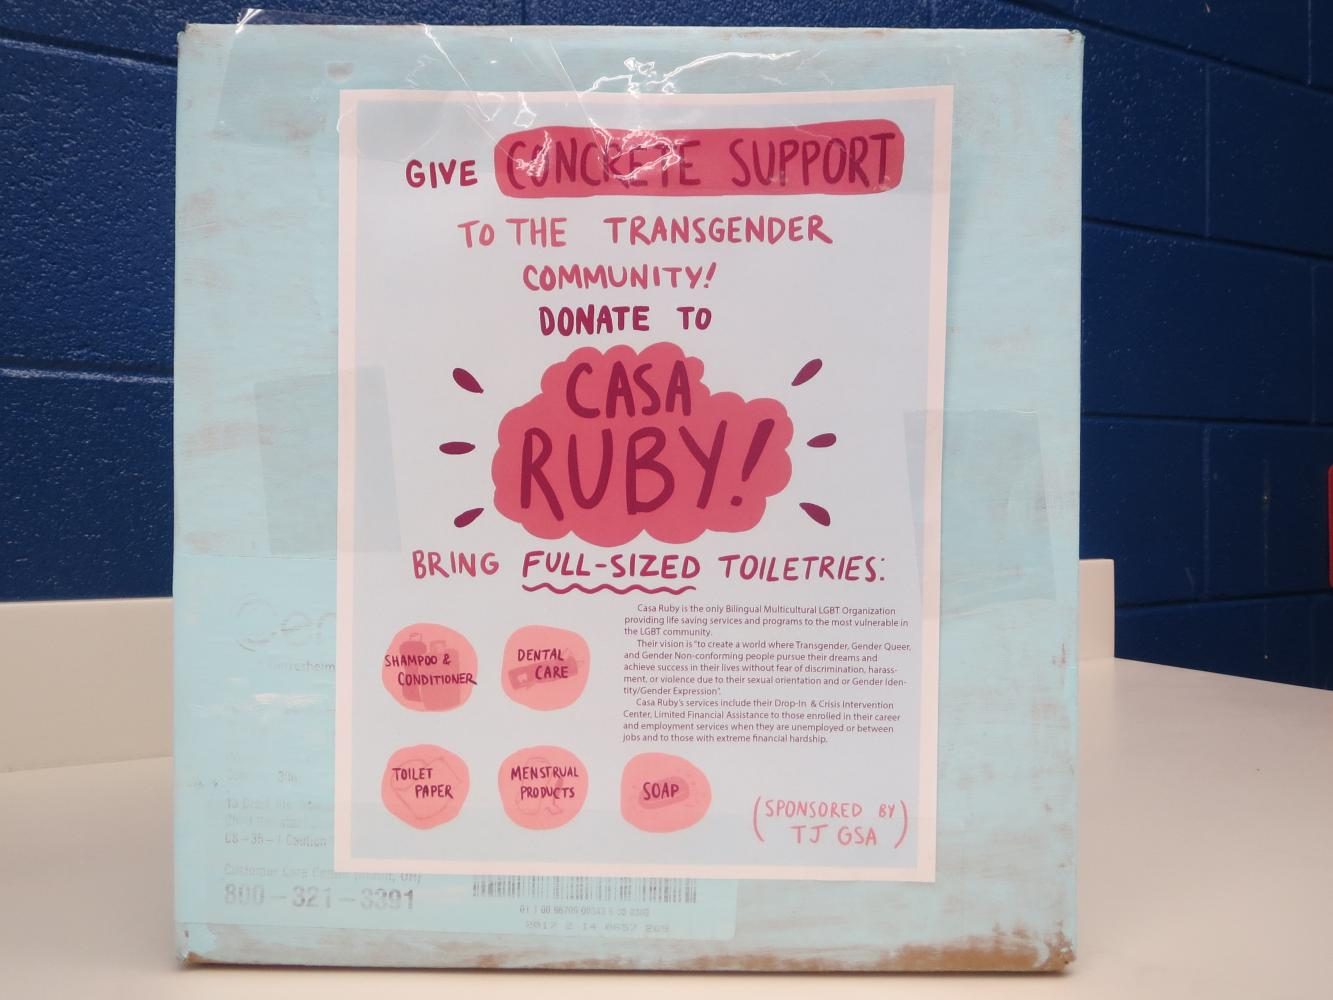 GIVE CONCRETE SUPPORT
TO THE TRANSGENDER
COMMUNITY!
DONATE TO
CASA
RUBY!
BRING FULL-SIZED TOILETRIES:
SHAMPOO &
CONDITIONER
DENTAL
CARE
TOILET
PAPER
MENSTRUAL
PRODUCTS
SOAP
Casa Ruby is the only Bilingual Multicultural LGBT Organization
providing life saving services and programs to the most vulnerable in
the LGBT community.
Their vision is "to create a world where Transgender, Gender Queer,
and Gender Non-conforming people pursue their dreams and
achieve success in their lives without fear of discrimination, harass-
ment, or violence due to their sexual orientation and or Gender Iden-
tity/Gender Expression".
Casa Ruby's services include their Drop-In & Crisis Intervention
Center, Limited Financial Assistance to those enrolled in their career
and employment services when they are unemployed or between
jobs and to those with extreme financial hardship.
(SPONSORED BY
TJ GSA)
Customer Care
800-321-3391